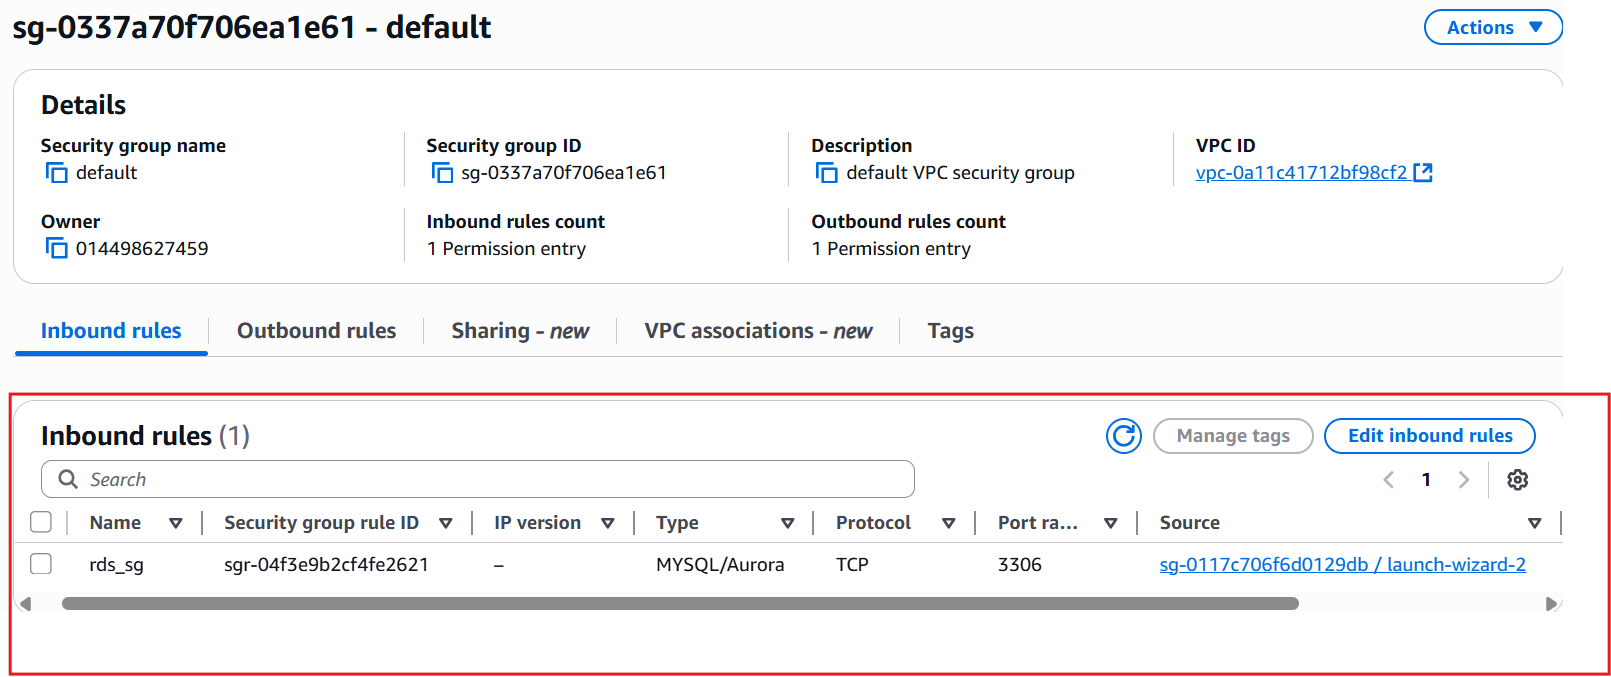 sg-0337a70f706ea1e61 - default
Actions
Details
Security group name
default
Security group ID
sg-0337a70f706ea1e61
Description
default VPC security group
VPC ID
vpc-0a11c41712bf98cf2
Owner
014498627459
Inbound rules count
1 Permission entry
Outbound rules count
1 Permission entry
Inbound rules Outbound rules Sharing - new VPC associations - new Tags
Inbound rules (1)
Manage tags
Edit inbound rules
Search
1
Name Security group rule ID IP version Type Protocol Port ra... Source
rds_sg sgr-04f3e9b2cf4fe2621 – MYSQL/Aurora TCP 3306 sg-0117c706f6d0129db / launch-wizard-2